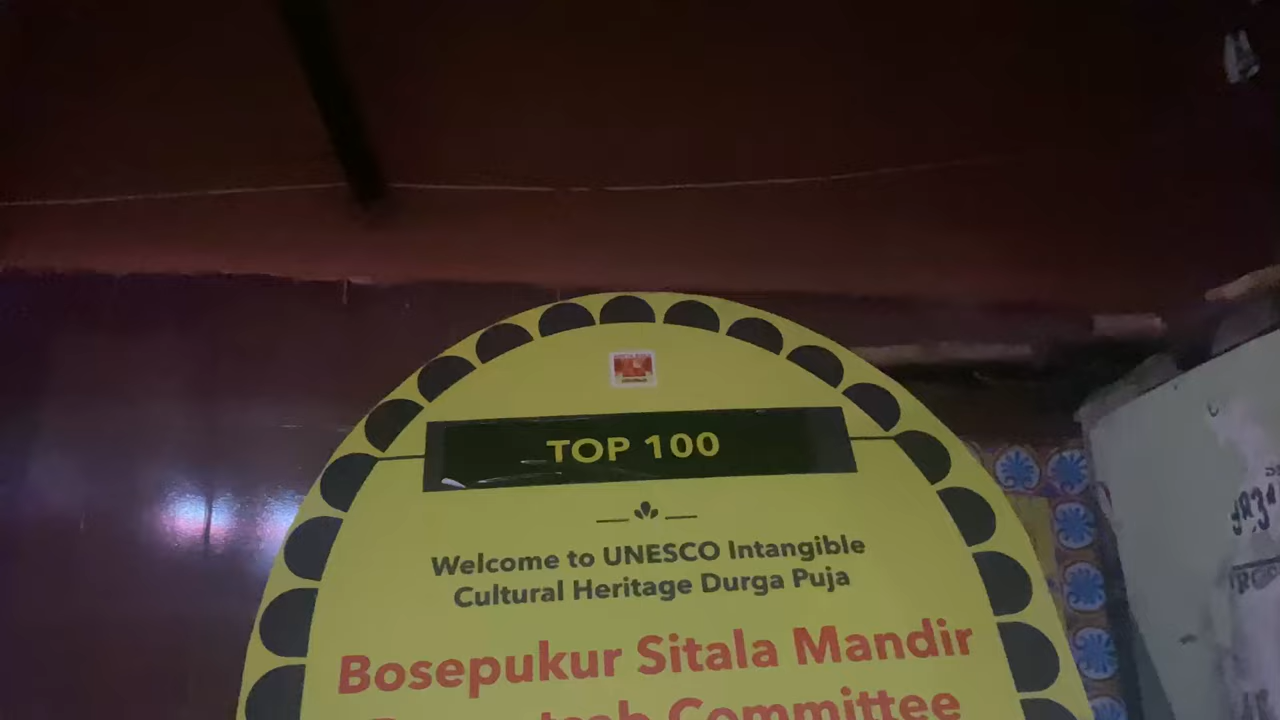 TOP 100
Welcome to UNESCO Intangible
Cultural Heritage Durga Puja
Bosepukur Sitala Mandir
Committee